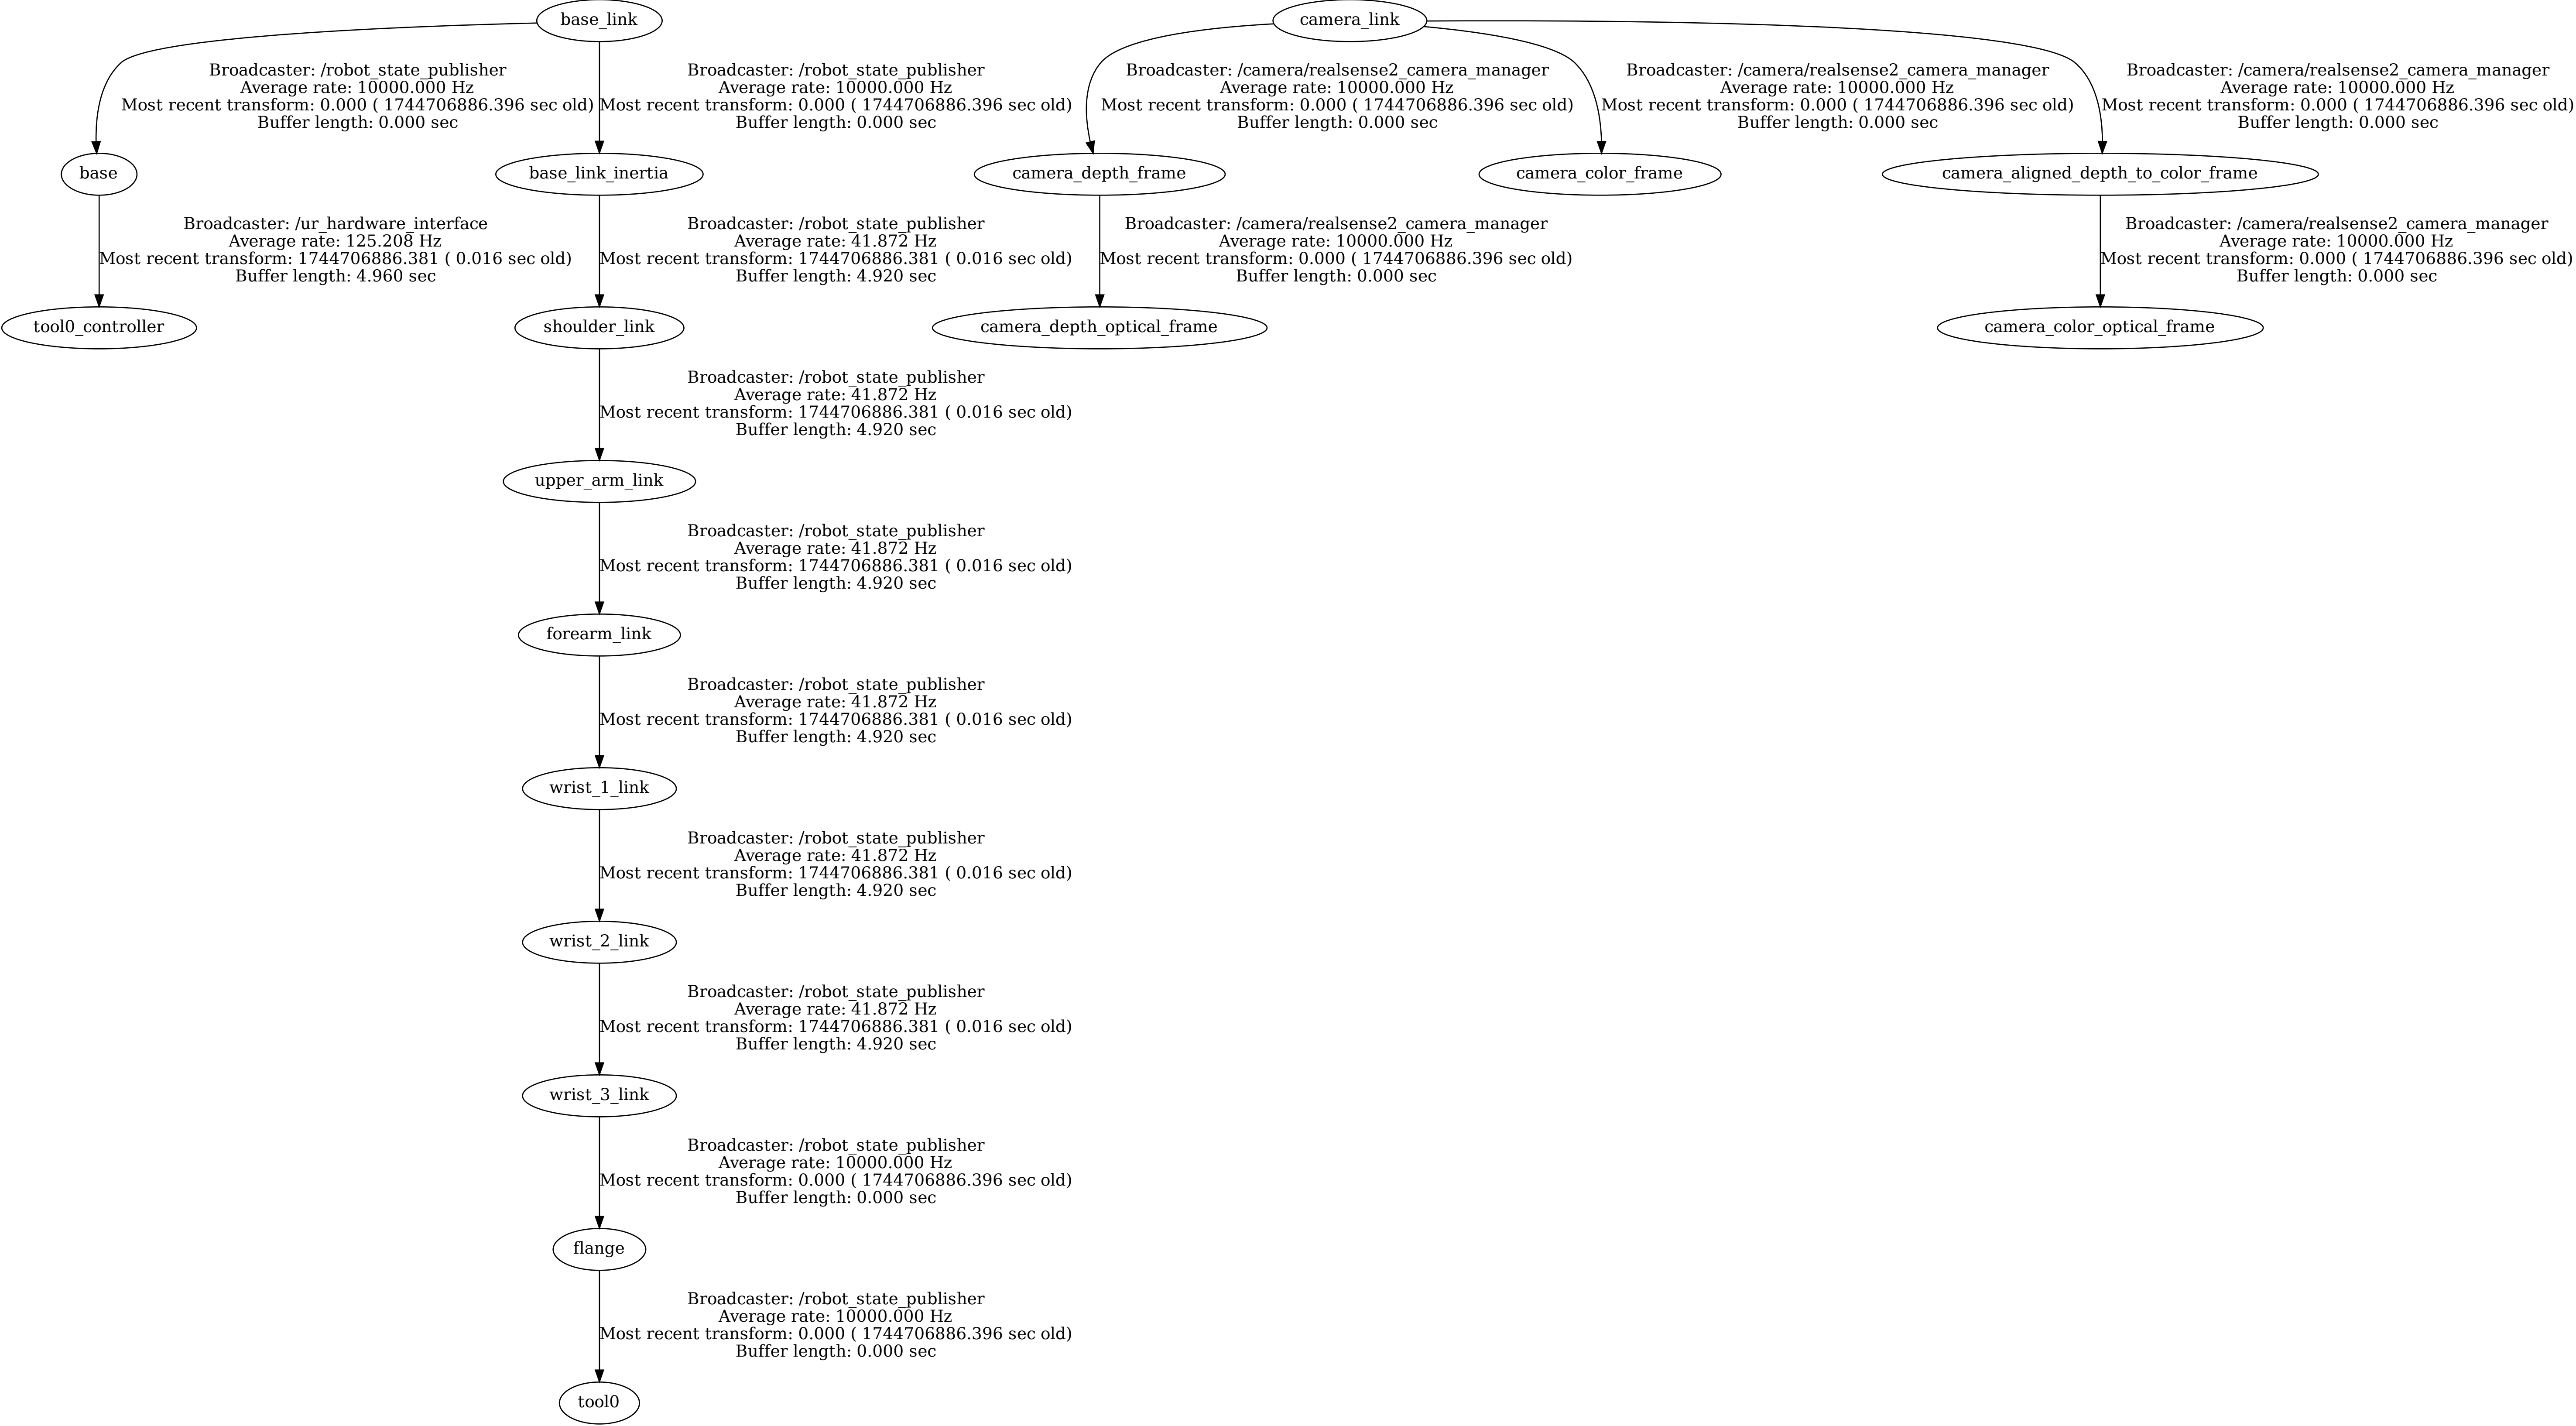 base_link
camera_link
Broadcaster: /robot_state_publisher
Average rate: 10000.000 Hz
Most recent transform: 0.000 ( 1744706886.396 sec old)
Buffer length: 0.000 sec
Broadcaster: /robot_state_publisher
Average rate: 10000.000 Hz
Most recent transform: 0.000 ( 1744706886.396 sec old)
Buffer length: 0.000 sec
Broadcaster: /camera/realsense2_camera_manager
Average rate: 10000.000 Hz
Most recent transform: 0.000 ( 1744706886.396 sec old)
Buffer length: 0.000 sec
Broadcaster: /camera/realsense2_camera_manager
Average rate: 10000.000 Hz
Most recent transform: 0.000 ( 1744706886.396 sec old)
Buffer length: 0.000 sec
Broadcaster: /camera/realsense2_camera_manager
Average rate: 10000.000 Hz
Most recent transform: 0.000 ( 1744706886.396 sec old)
Buffer length: 0.000 sec
base
base_link_inertia
camera_depth_frame
camera_color_frame
camera_aligned_depth_to_color_frame
Broadcaster: /ur_hardware_interface
Average rate: 125.208 Hz
Most recent transform: 1744706886.381 ( 0.016 sec old)
Buffer length: 4.960 sec
Broadcaster: /robot_state_publisher
Average rate: 41.872 Hz
Most recent transform: 1744706886.381 ( 0.016 sec old)
Buffer length: 4.920 sec
Broadcaster: /camera/realsense2_camera_manager
Average rate: 10000.000 Hz
Most recent transform: 0.000 ( 1744706886.396 sec old)
Buffer length: 0.000 sec
Broadcaster: /camera/realsense2_camera_manager
Average rate: 10000.000 Hz
Most recent transform: 0.000 ( 1744706886.396 sec old)
Buffer length: 0.000 sec
tool0_controller
shoulder_link
camera_depth_optical_frame
camera_color_optical_frame
Broadcaster: /robot_state_publisher
Average rate: 41.872 Hz
Most recent transform: 1744706886.381 ( 0.016 sec old)
Buffer length: 4.920 sec
upper_arm_link
Broadcaster: /robot_state_publisher
Average rate: 41.872 Hz
Most recent transform: 1744706886.381 ( 0.016 sec old)
Buffer length: 4.920 sec
forearm_link
Broadcaster: /robot_state_publisher
Average rate: 41.872 Hz
Most recent transform: 1744706886.381 ( 0.016 sec old)
Buffer length: 4.920 sec
wrist_1_link
Broadcaster: /robot_state_publisher
Average rate: 41.872 Hz
Most recent transform: 1744706886.381 ( 0.016 sec old)
Buffer length: 4.920 sec
wrist_2_link
Broadcaster: /robot_state_publisher
Average rate: 41.872 Hz
Most recent transform: 1744706886.381 ( 0.016 sec old)
Buffer length: 4.920 sec
wrist_3_link
Broadcaster: /robot_state_publisher
Average rate: 10000.000 Hz
Most recent transform: 0.000 ( 1744706886.396 sec old)
Buffer length: 0.000 sec
flange
Broadcaster: /robot_state_publisher
Average rate: 10000.000 Hz
Most recent transform: 0.000 ( 1744706886.396 sec old)
Buffer length: 0.000 sec
tool0